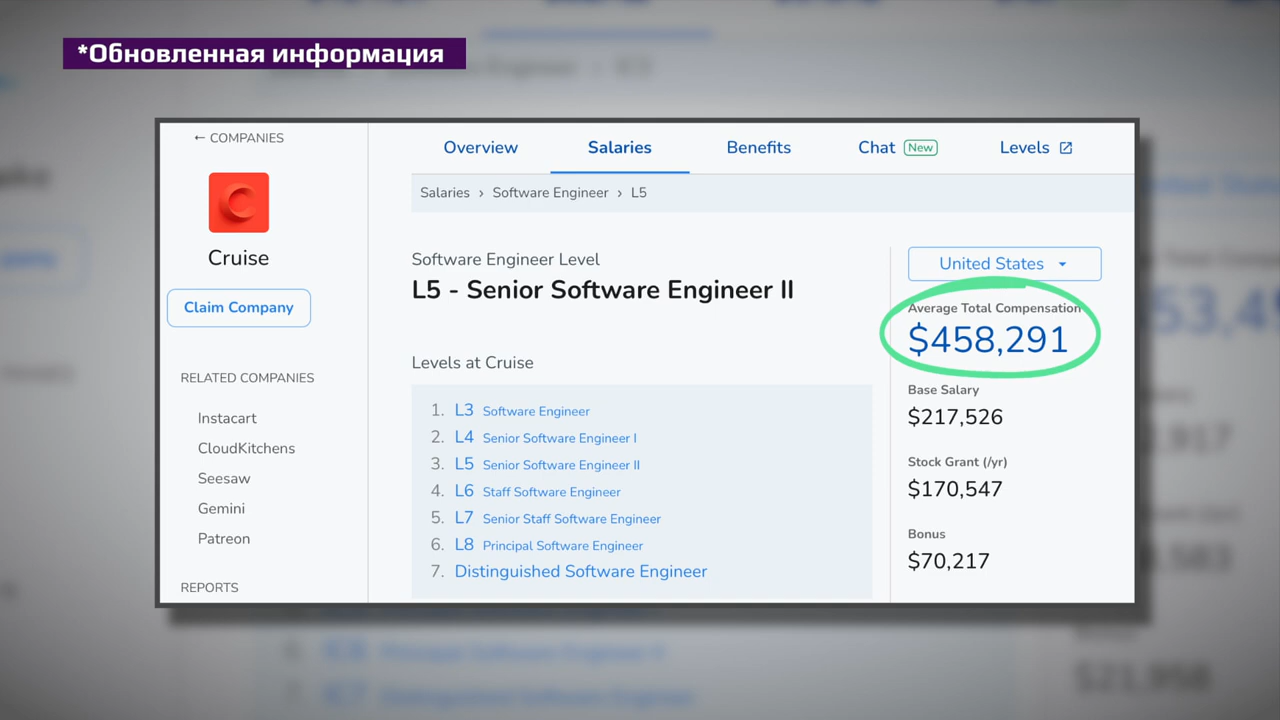 *Обновленная информация
← COMPANIES
Cruise
Claim Company
RELATED COMPANIES
Instacart
CloudKitchens
Seesaw
Gemini
Patreon
REPORTS
Overview
Salaries
Benefits
Chat New
Levels
Salaries › Software Engineer › L5
Software Engineer Level
L5 - Senior Software Engineer II
Levels at Cruise
1. L3 Software Engineer
2. L4 Senior Software Engineer I
3. L5 Senior Software Engineer II
4. L6 Staff Software Engineer
5. L7 Senior Staff Software Engineer
6. L8 Principal Software Engineer
7. Distinguished Software Engineer
United States
Average Total Compensation
$458,291
Base Salary
$217,526
Stock Grant (/yr)
$170,547
Bonus
$70,217